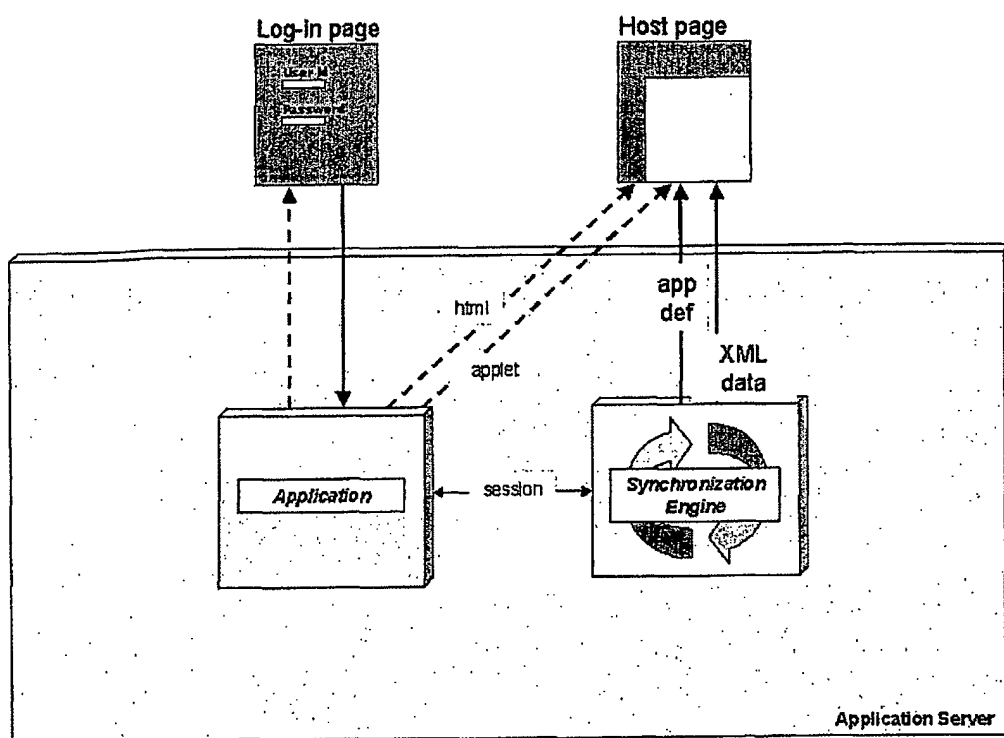 Log-in page
Host page
User Id
Password
html
app
def
applet
XML
data
Application
session
Synchronization
Engine
Application Server